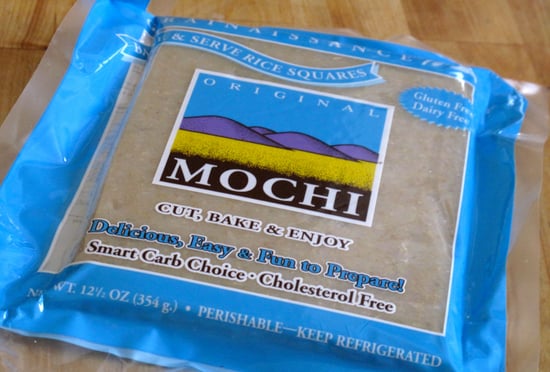 & SERVE RICE SQUARES
Gluten Free
Dairy Free
ORIGINAL
MOCHI
CUT, BAKE & ENJOY
Delicious, Easy & Fun to Prepare!
Smart Carb Choice • Cholesterol Free
NET WT. 12½ OZ (354 g.) • PERISHABLE—KEEP REFRIGERATED